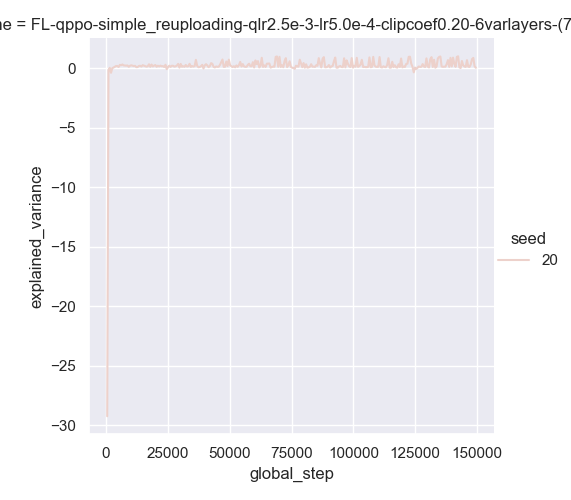 ne = FL-qppo-simple_reuploading-qlr2.5e-3-lr5.0e-4-clipcoef0.20-6varlayers-(7
0
−5
−10
−15
−20
−25
−30
explained_variance
0 25000 50000 75000 100000 125000 150000
global_step
seed
20